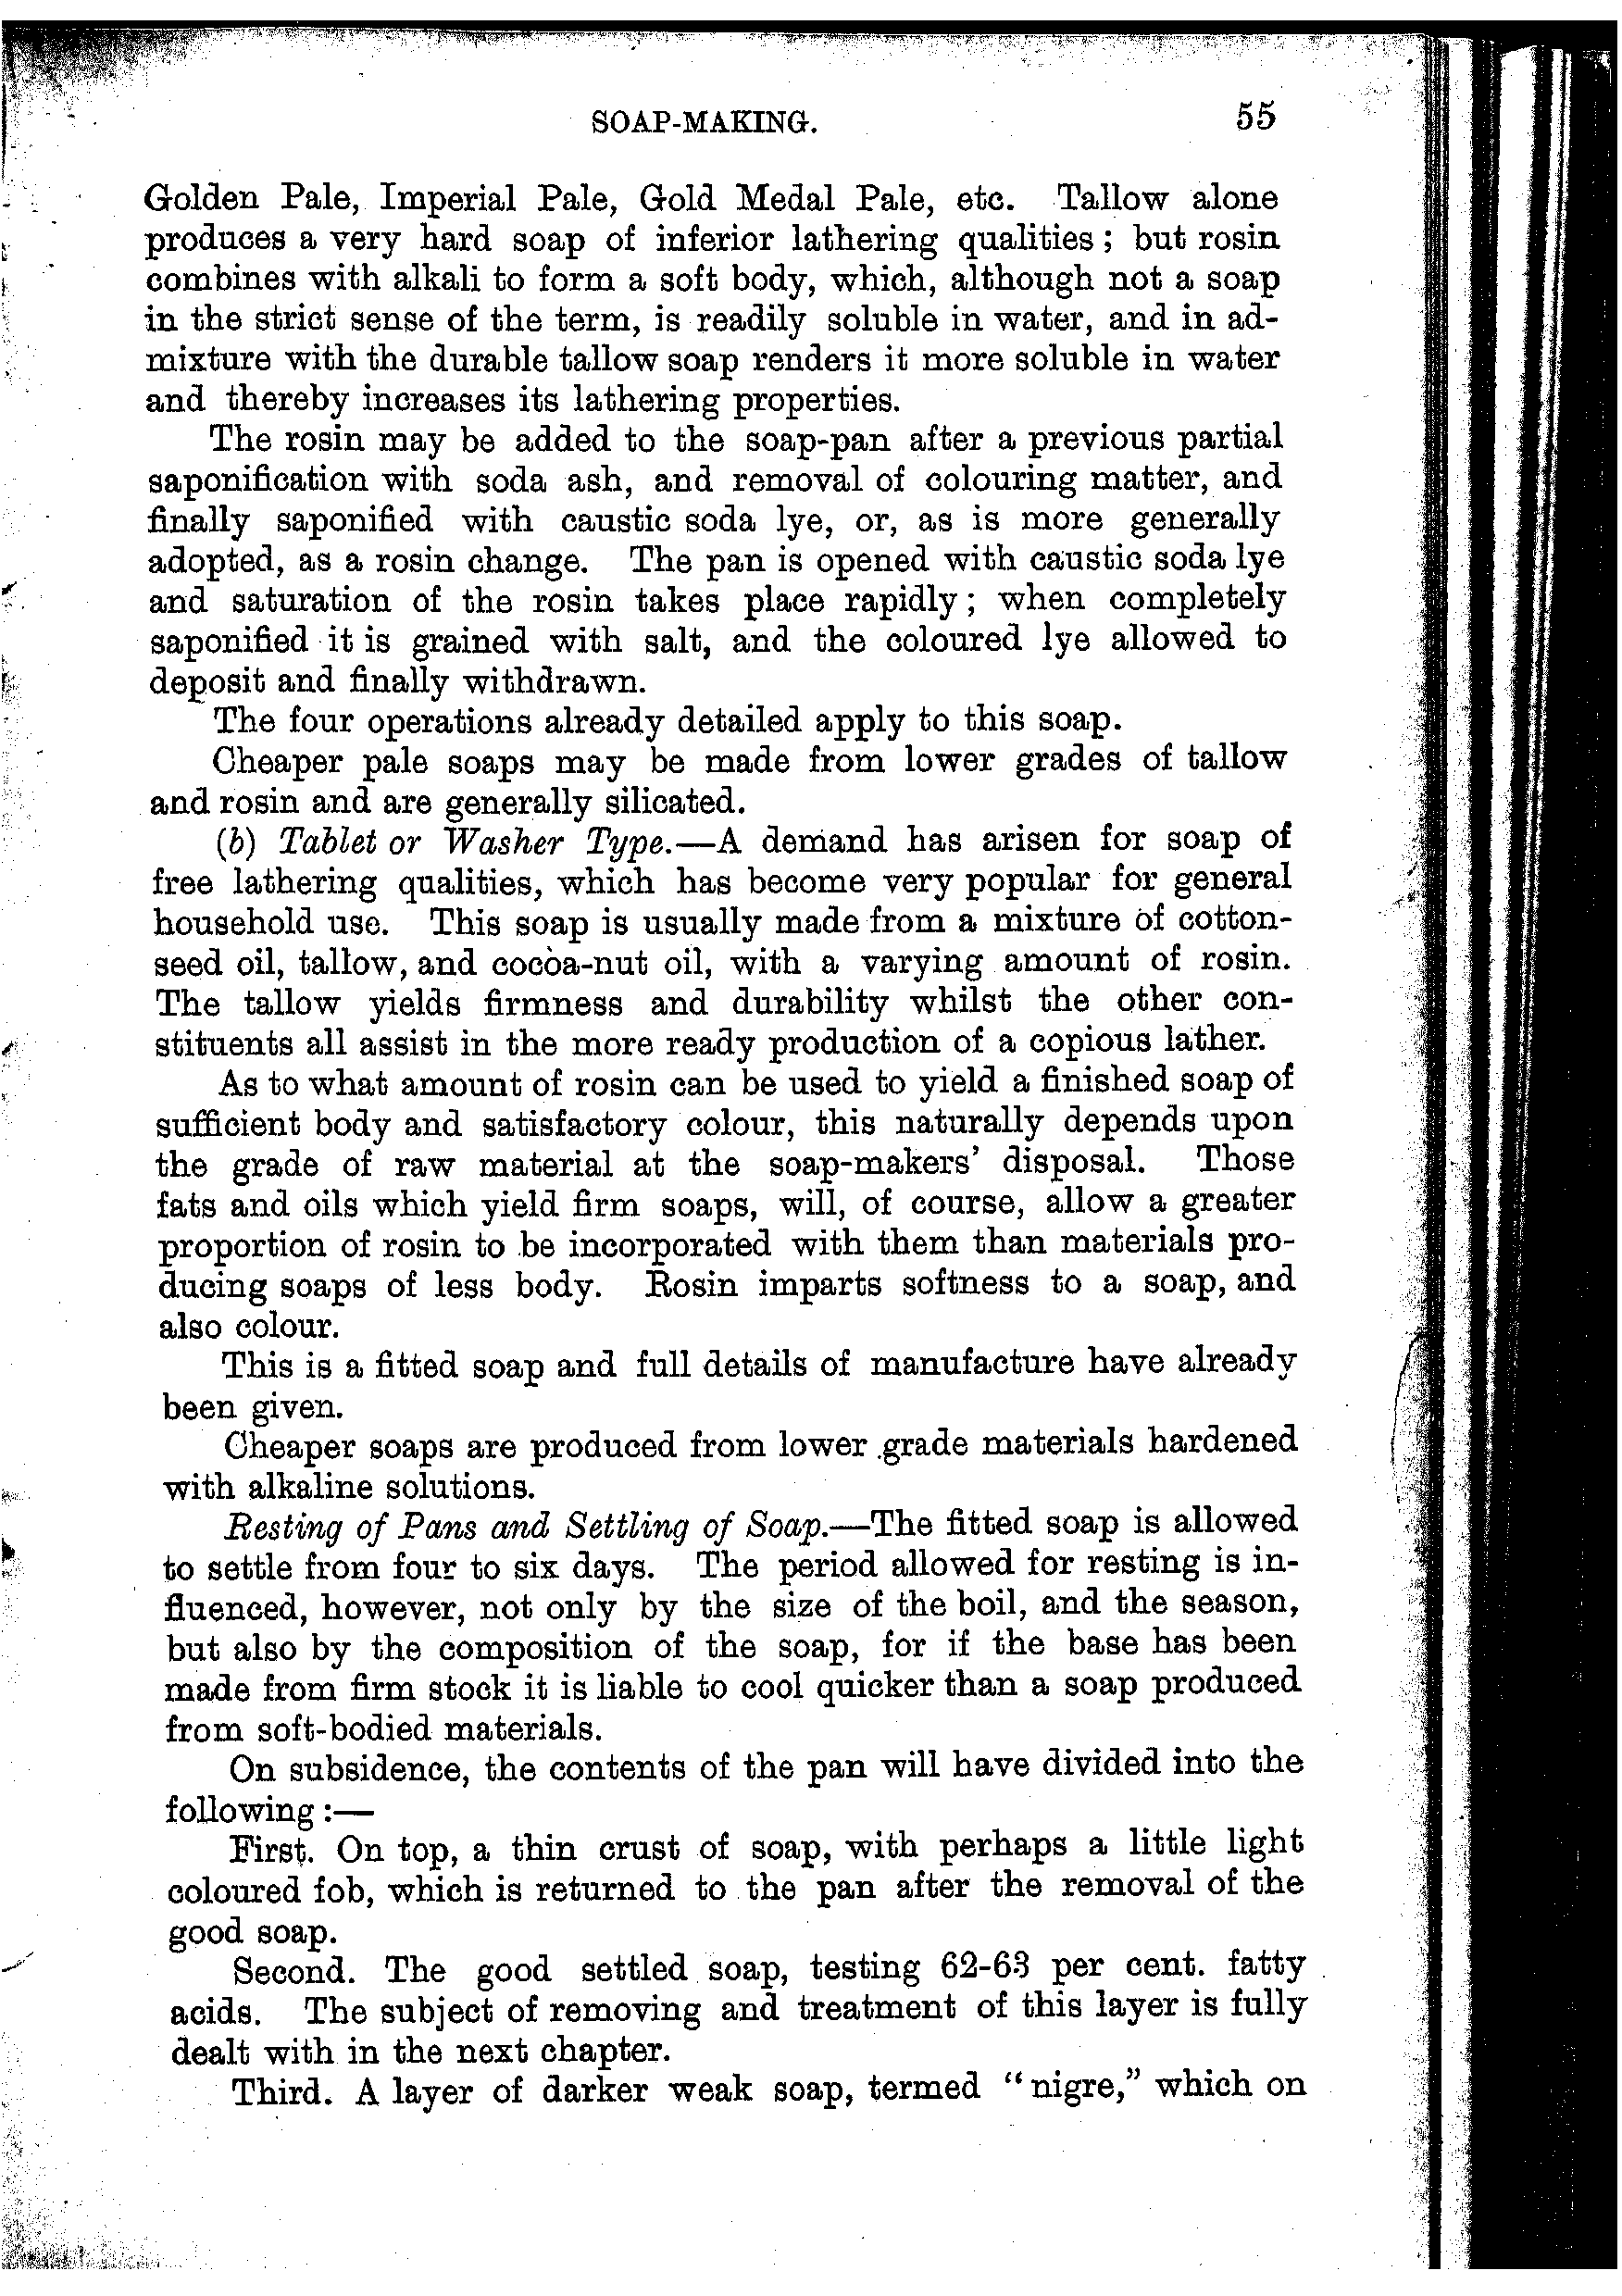 SOAP-MAKING. 55
Golden Pale, Imperial Pale, Gold Medal Pale, etc. Tallow alone
produces a very hard soap of inferior lathering qualities; but rosin
combines with alkali to form a soft body, which, although not a soap
in the strict sense of the term, is readily soluble in water, and in ad-
mixture with the durable tallow soap renders it more soluble in water
and thereby increases its lathering properties.
The rosin may be added to the soap-pan after a previous partial
saponification with soda ash, and removal of colouring matter, and
finally saponified with caustic soda lye, or, as is more generally
adopted, as a rosin change. The pan is opened with caustic soda lye
and saturation of the rosin takes place rapidly; when completely
saponified it is grained with salt, and the coloured lye allowed to
deposit and finally withdrawn.
The four operations already detailed apply to this soap.
Cheaper pale soaps may be made from lower grades of tallow
and rosin and are generally silicated.
(b) Tablet or Washer Type.—A demand has arisen for soap of
free lathering qualities, which has become very popular for general
household use. This soap is usually made from a mixture of cotton-
seed oil, tallow, and cocoa-nut oil, with a varying amount of rosin.
The tallow yields firmness and durability whilst the other con-
stituents all assist in the more ready production of a copious lather.
As to what amount of rosin can be used to yield a finished soap of
sufficient body and satisfactory colour, this naturally depends upon
the grade of raw material at the soap-makers' disposal. Those
fats and oils which yield firm soaps, will, of course, allow a greater
proportion of rosin to be incorporated with them than materials pro-
ducing soaps of less body. Rosin imparts softness to a soap, and
also colour.
This is a fitted soap and full details of manufacture have already
been given.
Cheaper soaps are produced from lower grade materials hardened
with alkaline solutions.
Resting of Pans and Settling of Soap.—The fitted soap is allowed
to settle from four to six days. The period allowed for resting is in-
fluenced, however, not only by the size of the boil, and the season,
but also by the composition of the soap, for if the base has been
made from firm stock it is liable to cool quicker than a soap produced
from soft-bodied materials.
On subsidence, the contents of the pan will have divided into the
following:—
First. On top, a thin crust of soap, with perhaps a little light
coloured fob, which is returned to the pan after the removal of the
good soap.
Second. The good settled soap, testing 62-63 per cent. fatty
acids. The subject of removing and treatment of this layer is fully
dealt with in the next chapter.
Third. A layer of darker weak soap, termed "nigre," which on